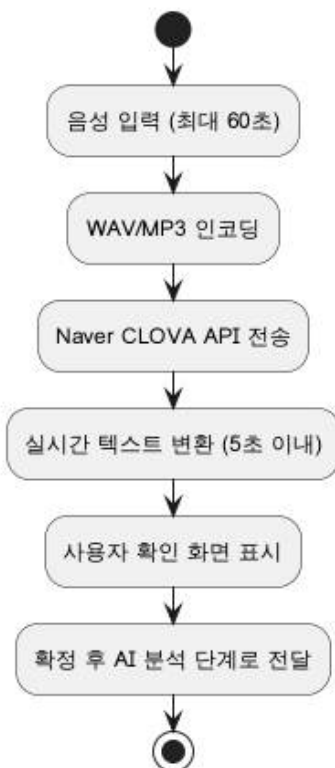 음성 입력 (최대 60초)
WAV/MP3 인코딩
Naver CLOVA API 전송
실시간 텍스트 변환 (5초 이내)
사용자 확인 화면 표시
확정 후 AI 분석 단계로 전달